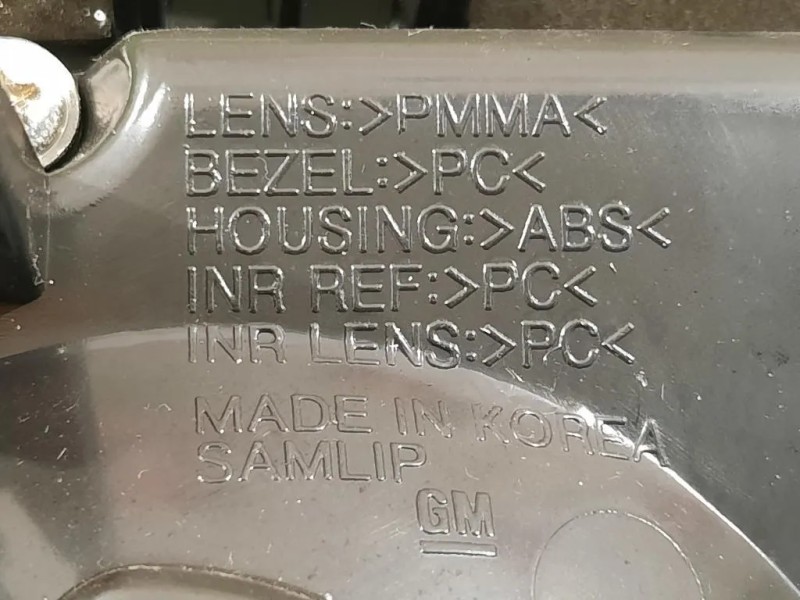 LENS:>PMMA<
BEZEL:>PC<
HOUSING:>ABS<
INR REF:>PC<
INR LENS:>PC<
MADE IN KOREA
SAMLIP
GM